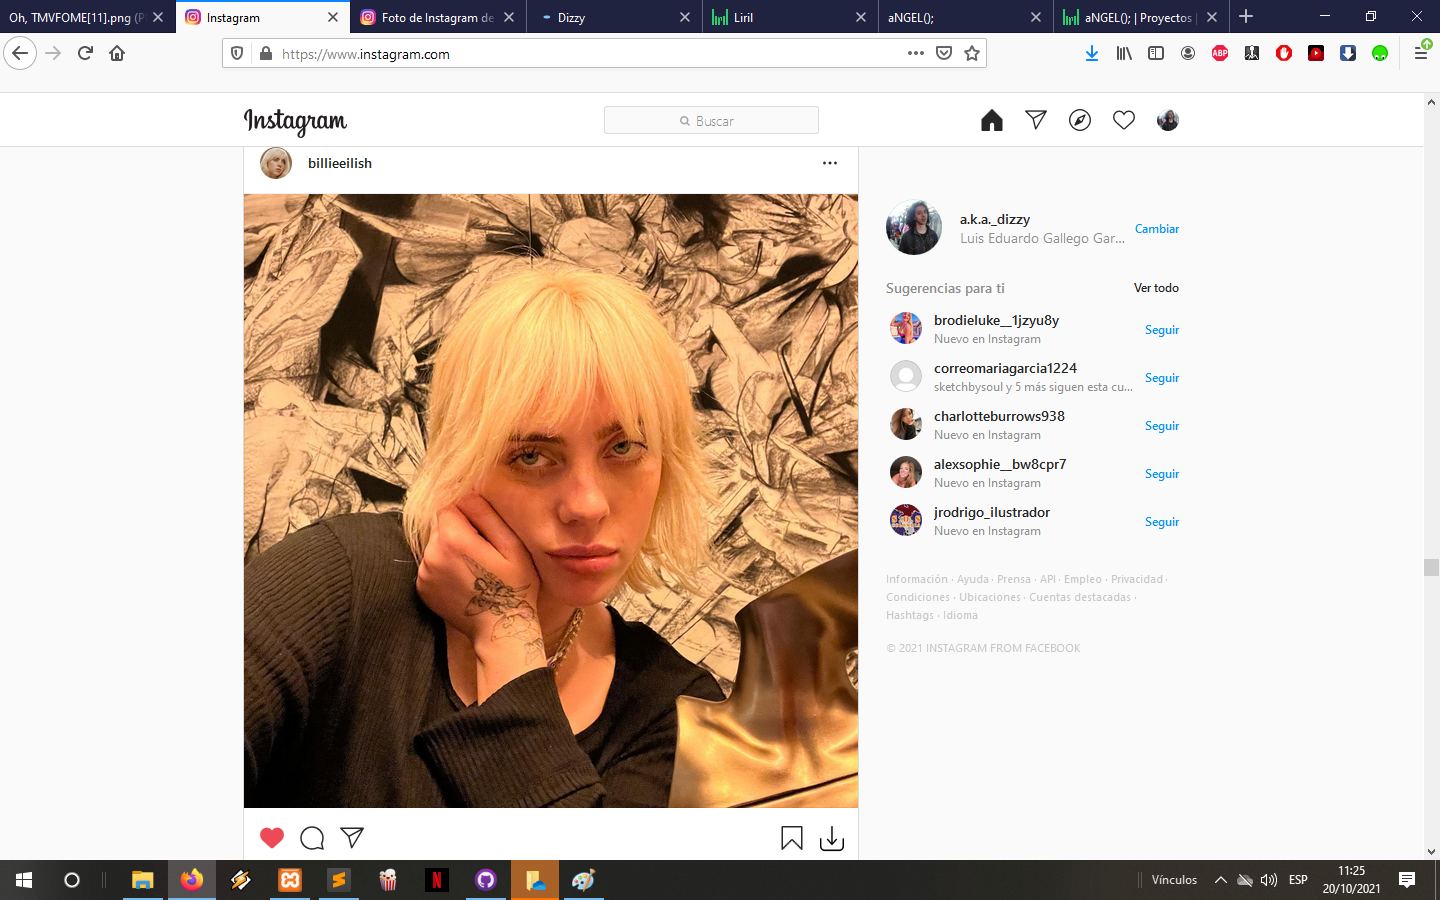 Oh, TMVFOME[11].png (P
Instagram
Foto de Instagram de
Dizzy
Liril
aNGEL();
aNGEL(); | Proyectos |
https://www.instagram.com
ABP
Instagram
Buscar
billieeilish
a.k.a._dizzy
Luis Eduardo Gallego Gar...
Cambiar
Sugerencias para ti
Ver todo
brodieluke__1jzyu8y
Nuevo en Instagram
Seguir
correomariagarcia1224
sketchbysoul y 5 más siguen esta cu...
Seguir
charlotteburrows938
Nuevo en Instagram
Seguir
alexsophie__bw8cpr7
Nuevo en Instagram
Seguir
jrodrigo_ilustrador
Nuevo en Instagram
Seguir
Información · Ayuda · Prensa · API · Empleo · Privacidad ·
Condiciones · Ubicaciones · Cuentas destacadas ·
Hashtags · Idioma
© 2021 INSTAGRAM FROM FACEBOOK
Vínculos
ESP
11:25
20/10/2021